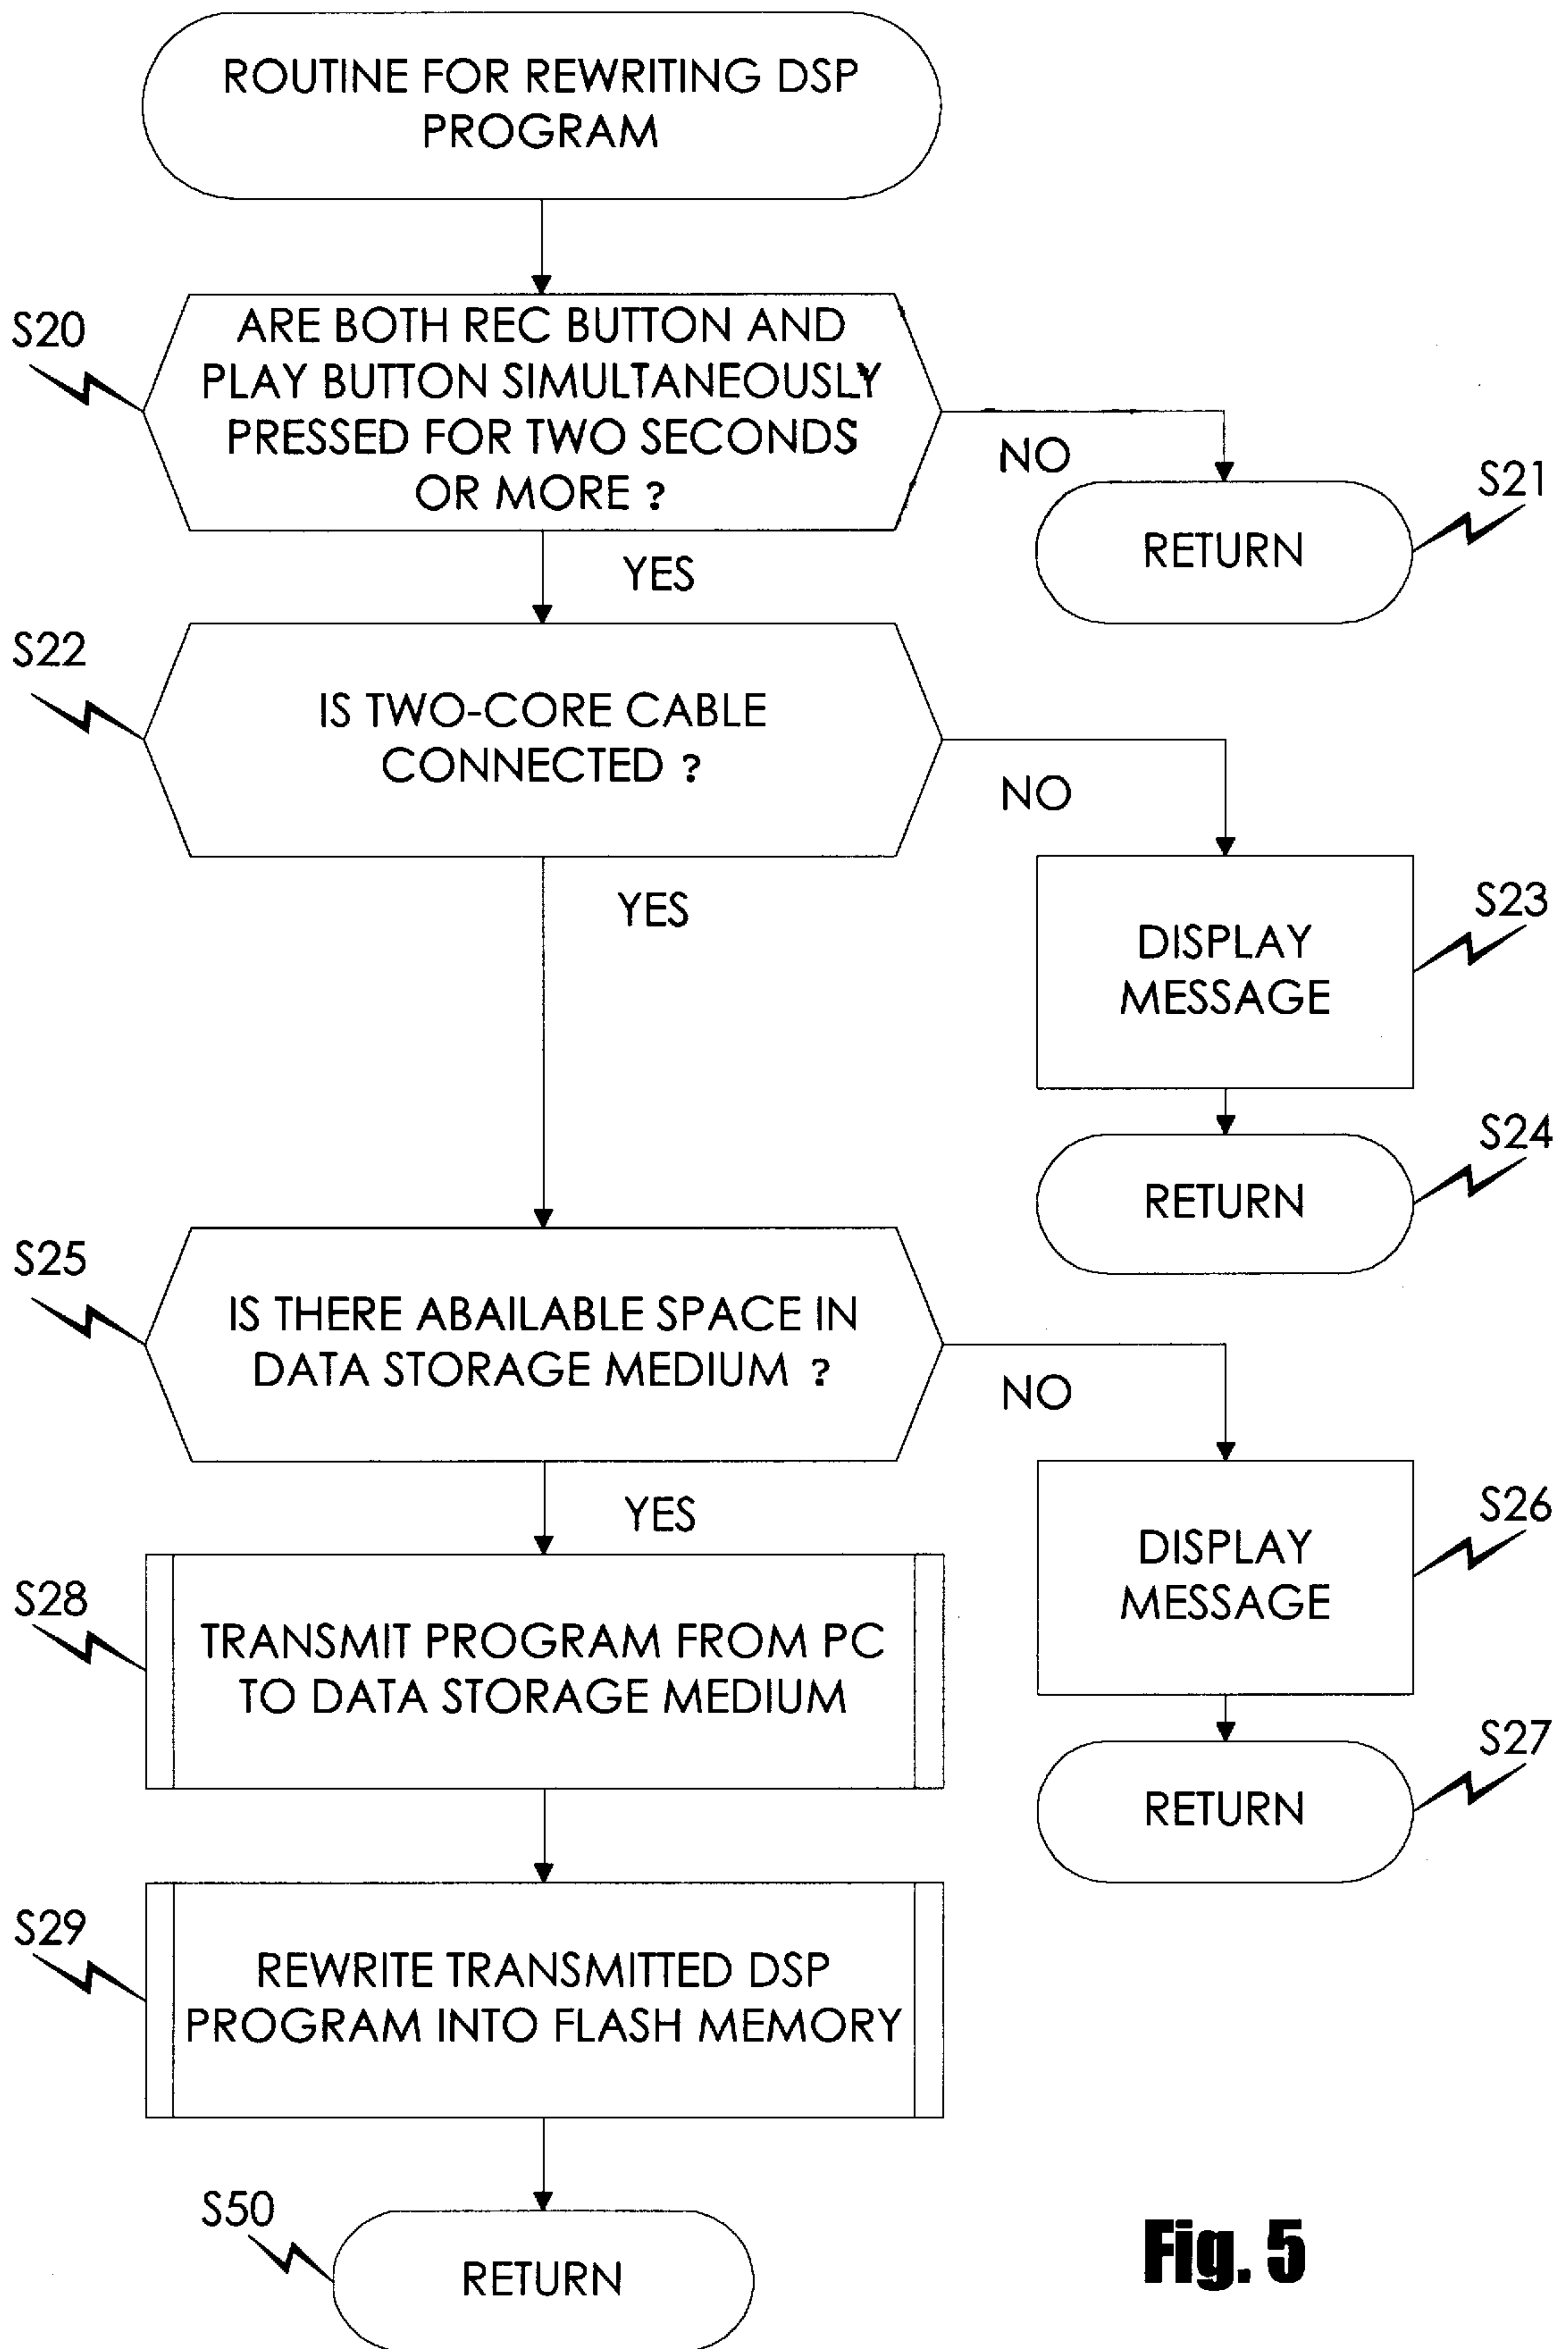 ROUTINE FOR REWRITING DSP
PROGRAM
S20
ARE BOTH REC BUTTON AND
PLAY BUTTON SIMULTANEOUSLY
PRESSED FOR TWO SECONDS
OR MORE ?
NO
S21
RETURN
YES
S22
IS TWO-CORE CABLE
CONNECTED ?
NO
YES
S23
DISPLAY
MESSAGE
S24
RETURN
S25
IS THERE ABAILABLE SPACE IN
DATA STORAGE MEDIUM ?
NO
YES
S26
DISPLAY
MESSAGE
S27
RETURN
S28
TRANSMIT PROGRAM FROM PC
TO DATA STORAGE MEDIUM
S29
REWRITE TRANSMITTED DSP
PROGRAM INTO FLASH MEMORY
S50
RETURN
Fig. 5